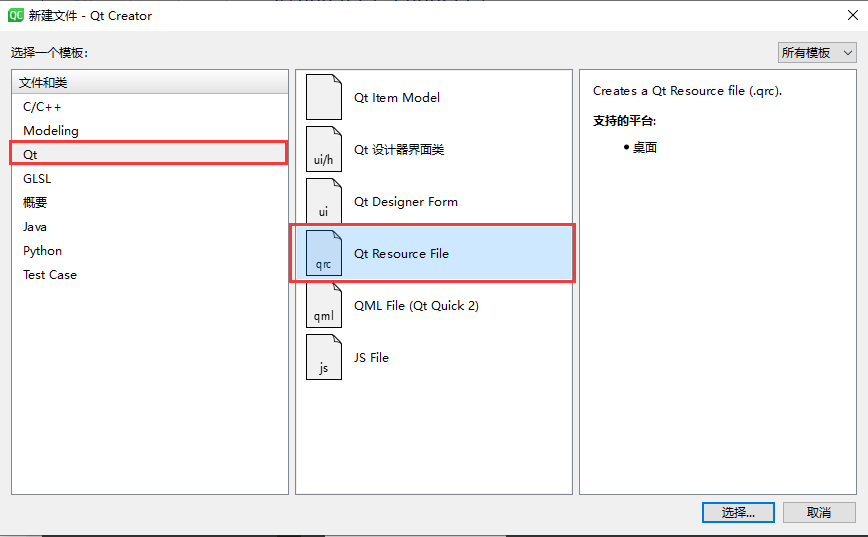 QC 新建文件 - Qt Creator
选择一个模板:
所有模板
文件和类
C/C++
Modeling
Qt
GLSL
概要
Java
Python
Test Case
Qt Item Model
ui/h Qt 设计器界面类
ui Qt Designer Form
qrc Qt Resource File
qml QML File (Qt Quick 2)
js JS File
Creates a Qt Resource file (.qrc).
支持的平台:
• 桌面
选择...
取消